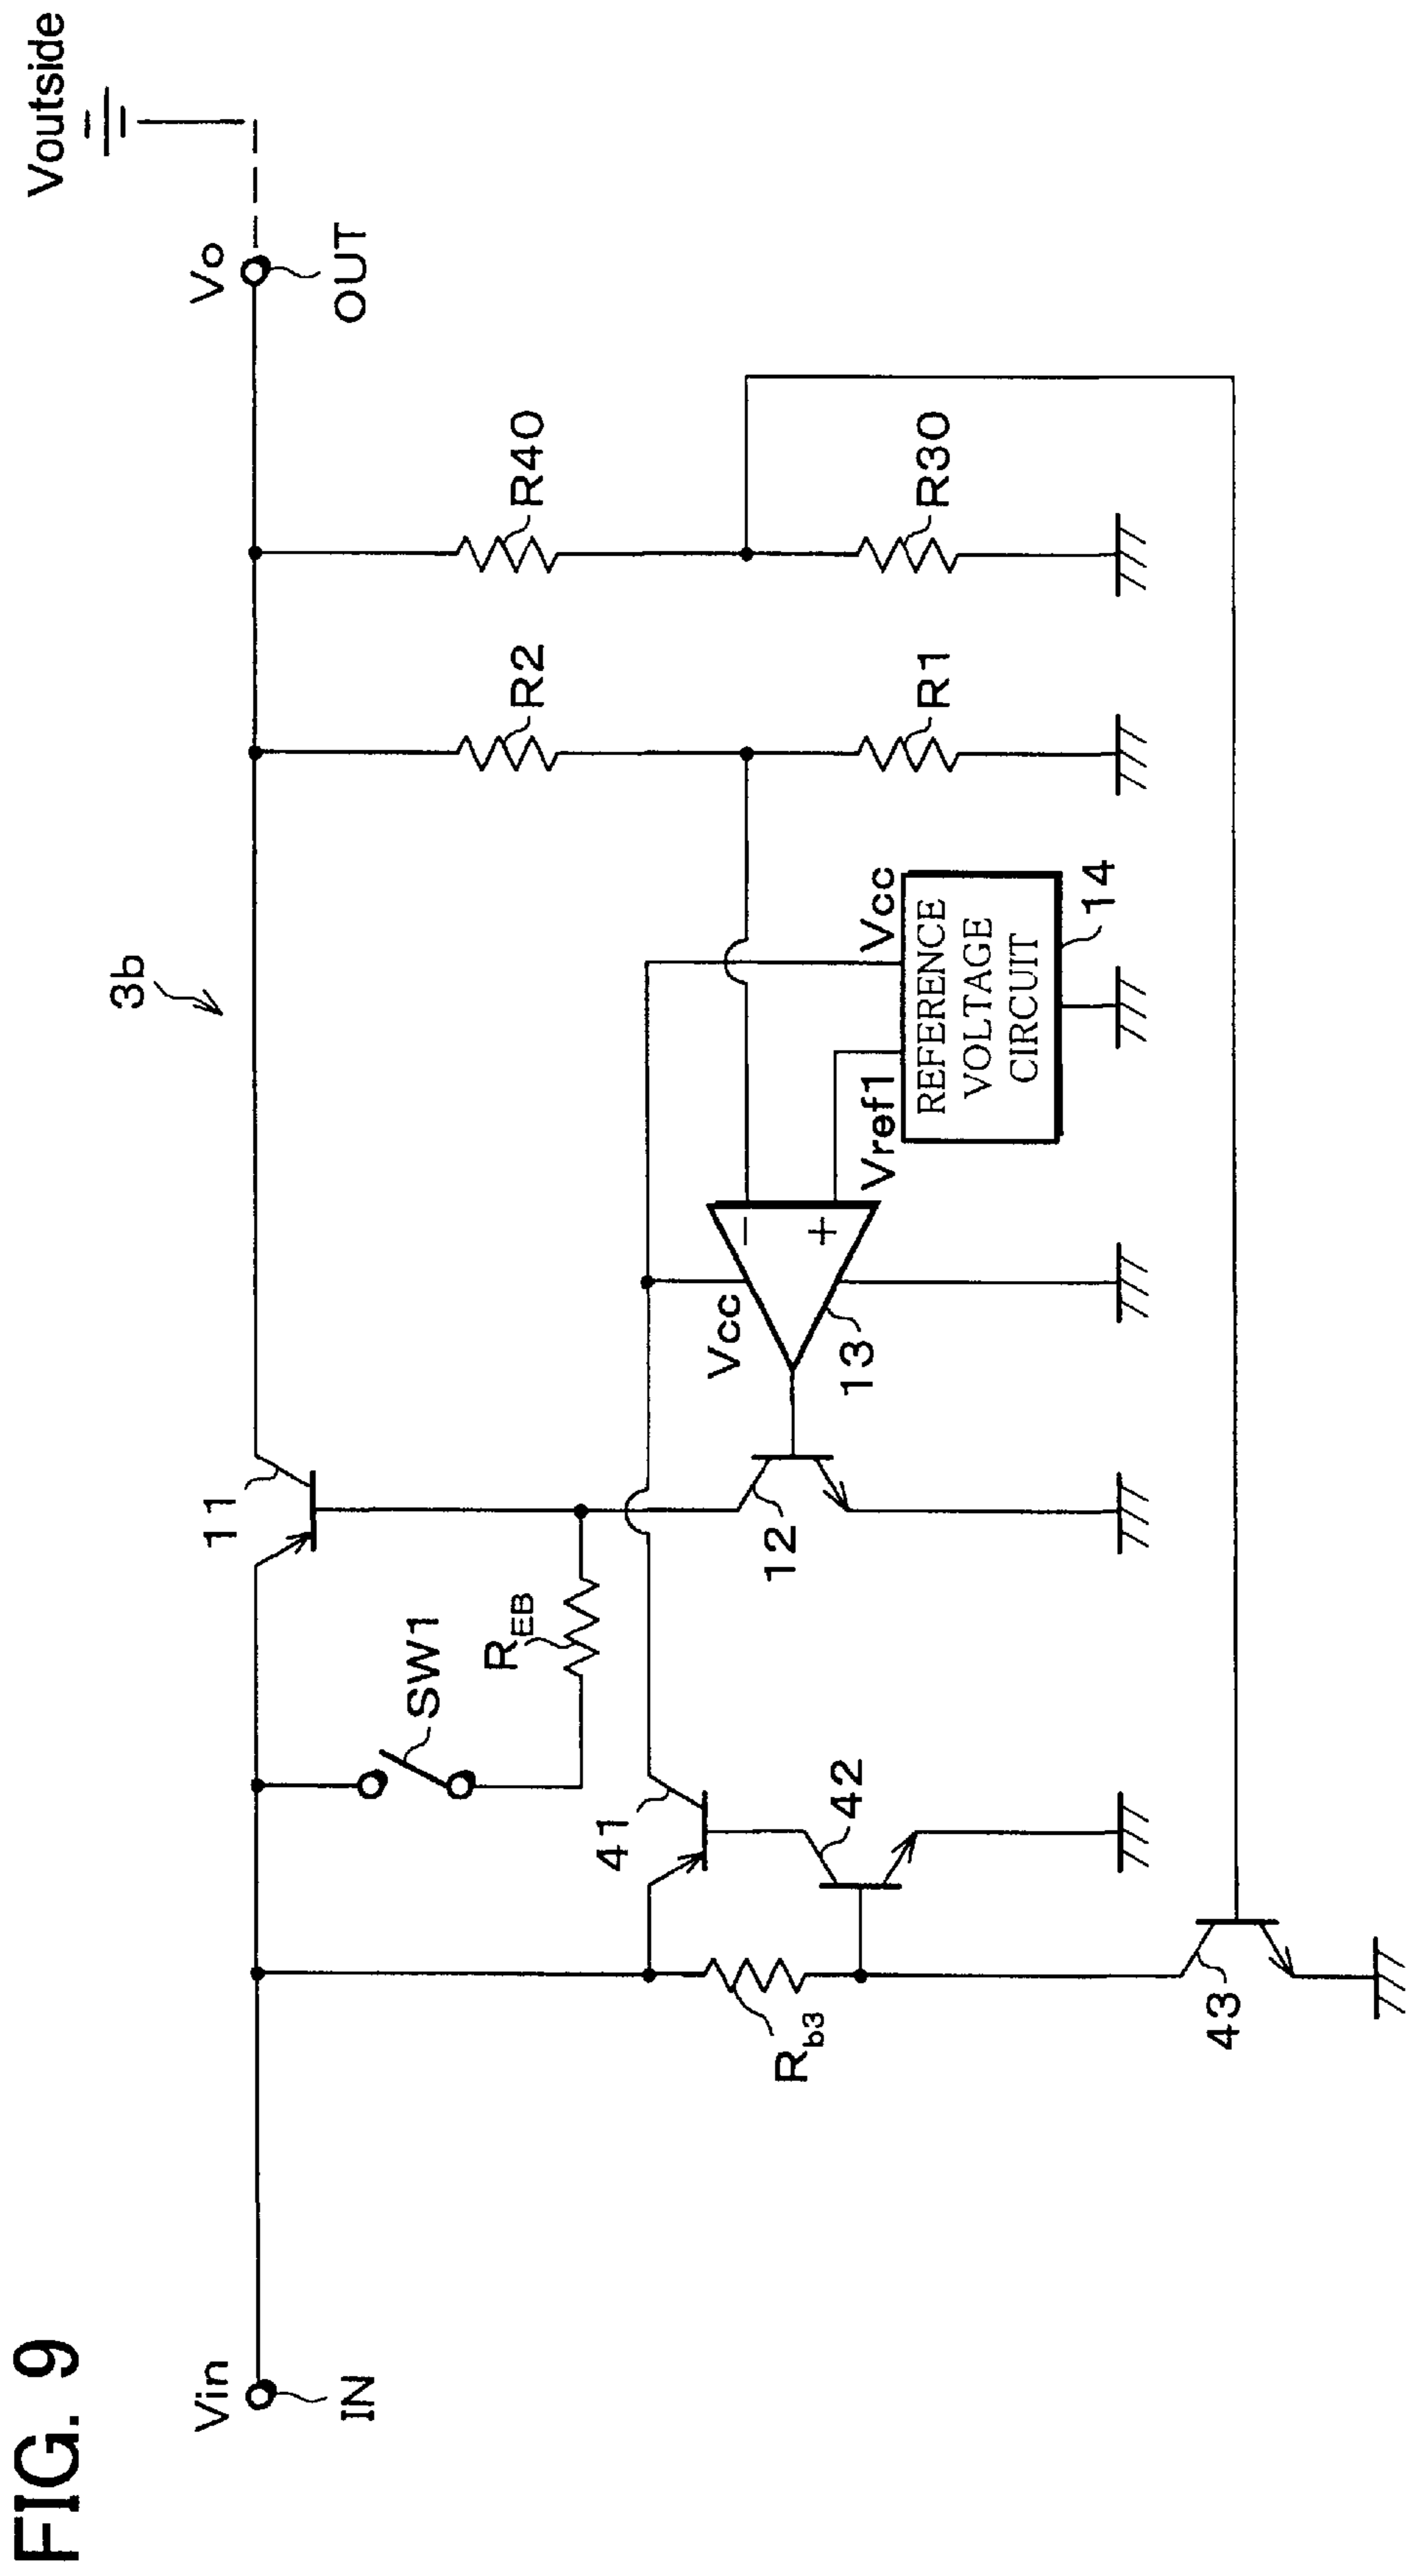 FIG. 9
3b
Voutside
Vin
IN
Vo
OUT
11
SW1
REB
R2
R40
41
Vcc
Rb3
42
12
13
−
+
Vref1
Vcc
REFERENCE
VOLTAGE
CIRCUIT
14
R1
R30
43